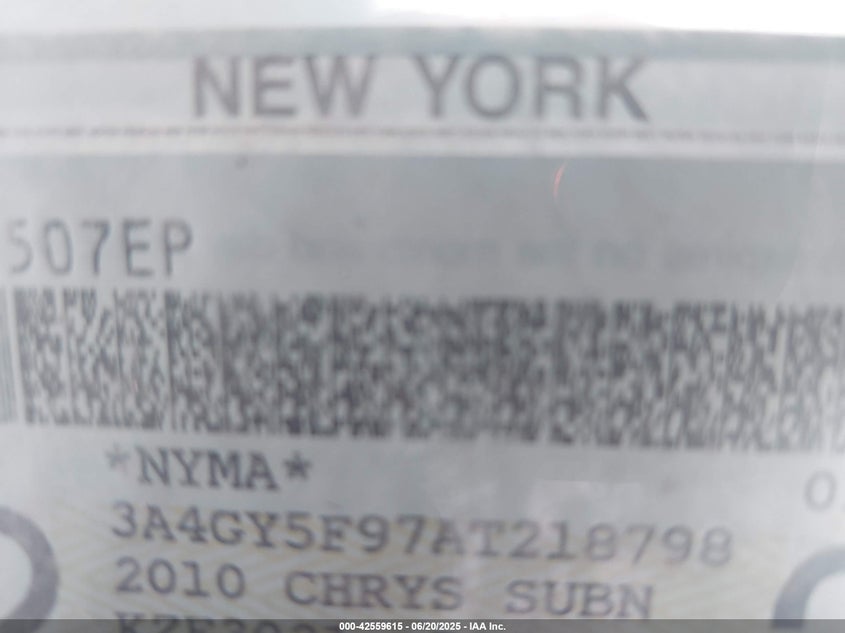 NEW YORK
507EP
*NYMA*
3A4GY5F97AT218798
2010 CHRYS SUBN
000-42559615 - 06/20/2025 - IAA Inc.